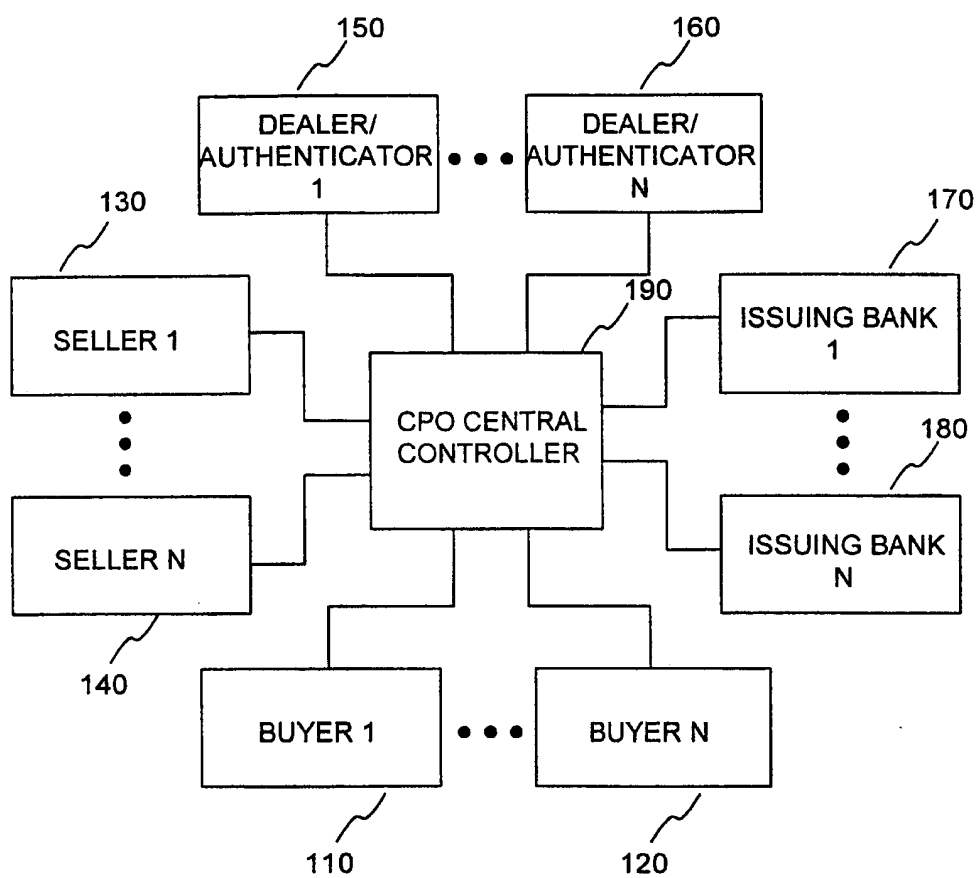 150
160
DEALER/
AUTHENTICATOR
1
DEALER/
AUTHENTICATOR
N
130
170
190
SELLER 1
ISSUING BANK
1
CPO CENTRAL
CONTROLLER
180
SELLER N
ISSUING BANK
N
140
BUYER 1
BUYER N
110
120